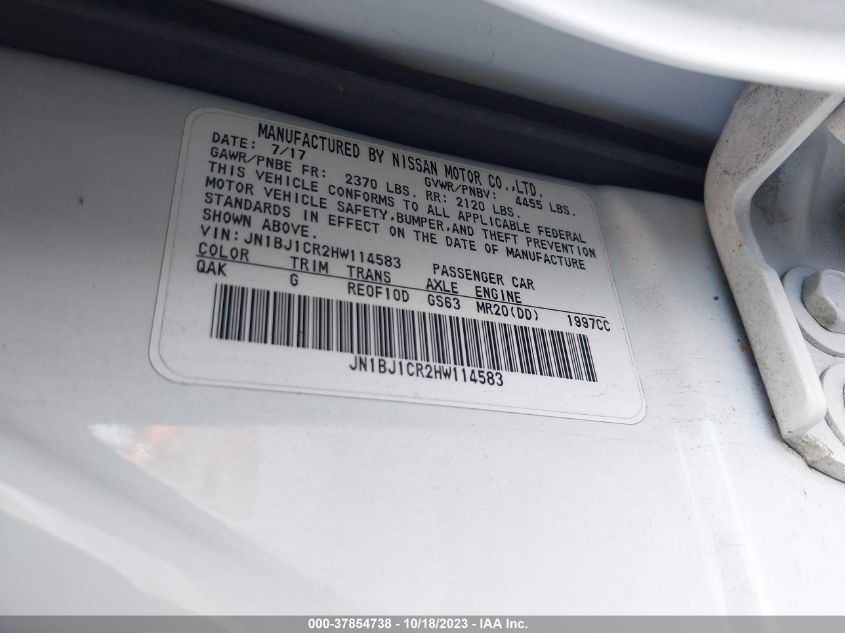 MANUFACTURED BY NISSAN MOTOR CO.,LTD.
DATE: 7/17 GVWR/PNBV: 4455 LBS.
GAWR/PNBE FR: 2370 LBS. RR: 2120 LBS.
THIS VEHICLE CONFORMS TO ALL APPLICABLE FEDERAL
MOTOR VEHICLE SAFETY,BUMPER,AND THEFT PREVENTION
STANDARDS IN EFFECT ON THE DATE OF MANUFACTURE
SHOWN ABOVE.
VIN:JN1BJ1CR2HW114583 PASSENGER CAR
COLOR TRIM TRANS AXLE ENGINE
QAK G RE0F10D GS63 MR20(DD) 1997CC
JN1BJ1CR2HW114583
000-37854738 - 10/18/2023 - IAA Inc.